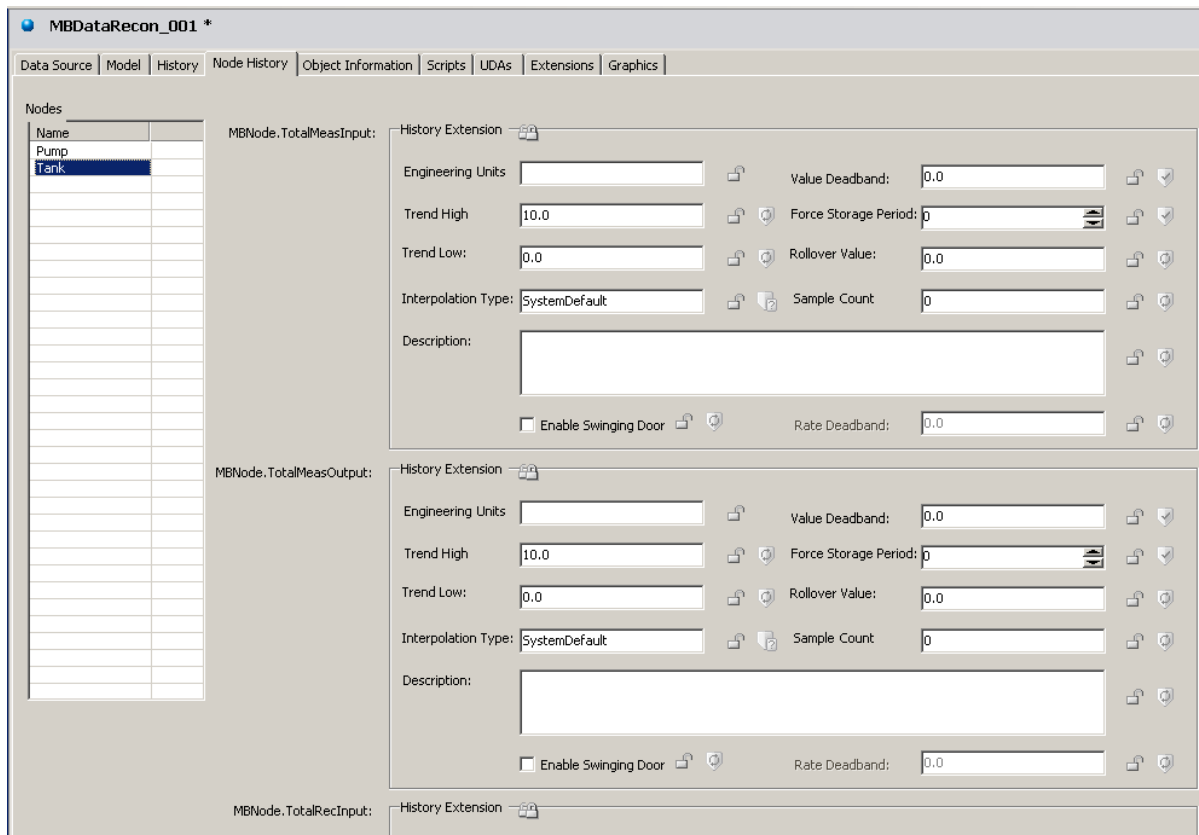 MBDataRecon_001 *
Data Source Model History Node History Object Information Scripts UDAs Extensions Graphics
Nodes
Name
Pump
Tank
MBNode.TotalMeasInput: History Extension
Engineering Units Value Deadband: 0.0
Trend High 10.0 Force Storage Period: 0
Trend Low: 0.0 Rollover Value: 0.0
Interpolation Type: SystemDefault Sample Count 0
Description:
Enable Swinging Door Rate Deadband: 0.0
MBNode.TotalMeasOutput: History Extension
Engineering Units Value Deadband: 0.0
Trend High 10.0 Force Storage Period: 0
Trend Low: 0.0 Rollover Value: 0.0
Interpolation Type: SystemDefault Sample Count 0
Description:
Enable Swinging Door Rate Deadband: 0.0
MBNode.TotalRecInput: History Extension